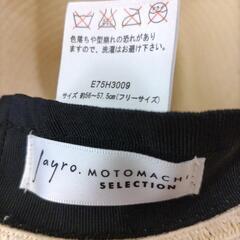 色落ちや型崩れの恐れがあり
ますので、洗濯はお避け下さい。
E75H3009
サイズ 約56~57.5cm(フリーサイズ)
Jayro. MOTOMACHI
SELECTION